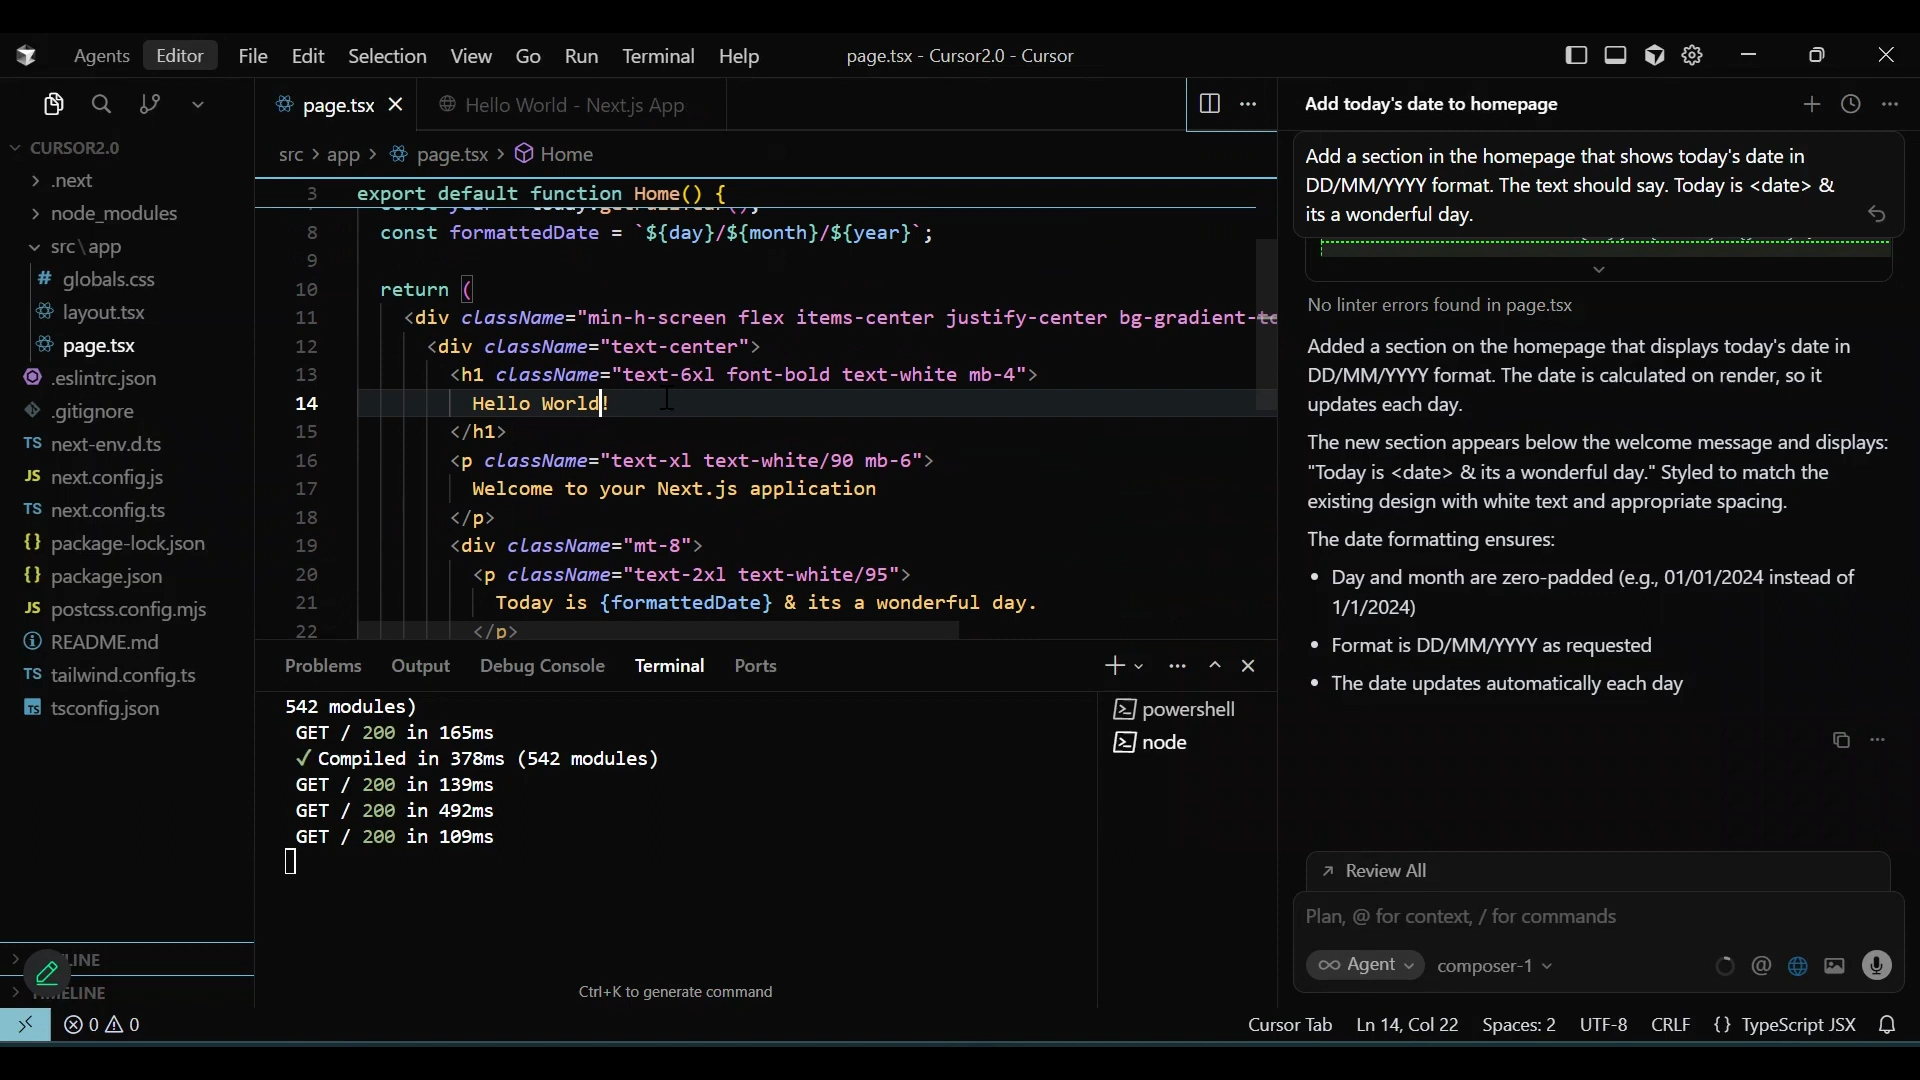 Agents Editor File Edit Selection View Go Run Terminal Help page.tsx - Cursor2.0 - Cursor
CURSOR2.0
.next
node_modules
src\app
globals.css
layout.tsx
page.tsx
.eslintrc.json
.gitignore
next-env.d.ts
next.config.js
next.config.ts
package-lock.json
package.json
postcss.config.mjs
README.md
tailwind.config.ts
tsconfig.json
page.tsx Hello World - Next.js App
src > app > page.tsx > Home
3 export default function Home() {
8 const formattedDate = `${day}/${month}/${year}`;
9
10 return (
11 <div className="min-h-screen flex items-center justify-center bg-gradient-to
12 <div className="text-center">
13 <h1 className="text-6xl font-bold text-white mb-4">
14 Hello World!
15 </h1>
16 <p className="text-xl text-white/90 mb-6">
17 Welcome to your Next.js application
18 </p>
19 <div className="mt-8">
20 <p className="text-2xl text-white/95">
21 Today is {formattedDate} & its a wonderful day.
22 </p>
Problems Output Debug Console Terminal Ports
542 modules)
GET / 200 in 165ms
✓ Compiled in 378ms (542 modules)
GET / 200 in 139ms
GET / 200 in 492ms
GET / 200 in 109ms
powershell
node
Ctrl+K to generate command
Add today's date to homepage
Add a section in the homepage that shows today's date in
DD/MM/YYYY format. The text should say. Today is <date> &
its a wonderful day.
No linter errors found in page.tsx
Added a section on the homepage that displays today's date in
DD/MM/YYYY format. The date is calculated on render, so it
updates each day.
The new section appears below the welcome message and displays:
"Today is <date> & its a wonderful day." Styled to match the
existing design with white text and appropriate spacing.
The date formatting ensures:
• Day and month are zero-padded (e.g., 01/01/2024 instead of
1/1/2024)
• Format is DD/MM/YYYY as requested
• The date updates automatically each day
Review All
Plan, @ for context, / for commands
Agent composer-1
LINE
MELINE
0 0 Cursor Tab Ln 14, Col 22 Spaces: 2 UTF-8 CRLF {} TypeScript JSX